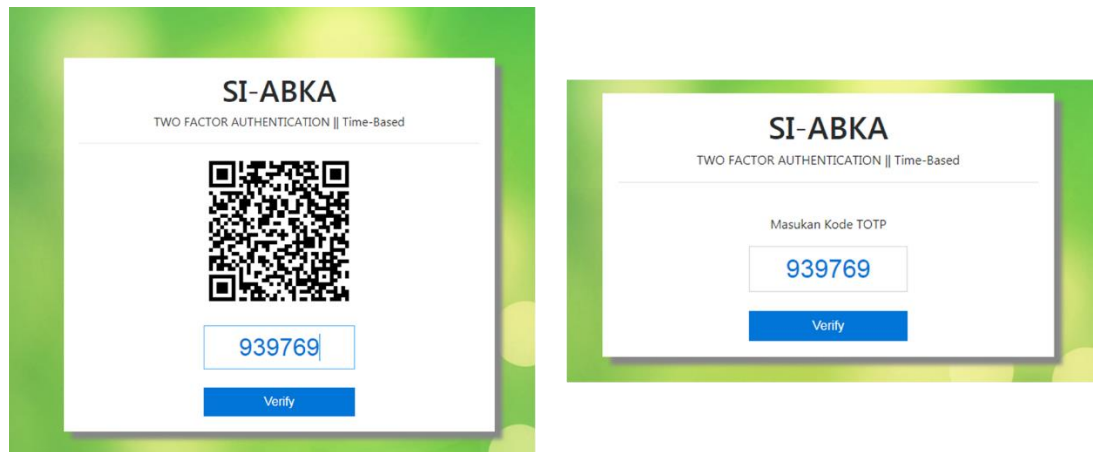 SI-ABKA
TWO FACTOR AUTHENTICATION || Time-Based
939769
Verify
SI-ABKA
TWO FACTOR AUTHENTICATION || Time-Based
Masukan Kode TOTP
939769
Verify